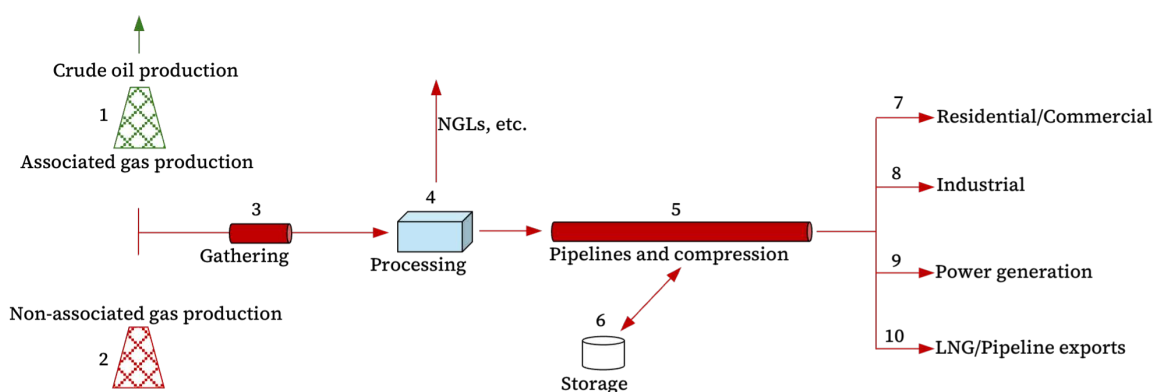 Crude oil production
1
Associated gas production
Non-associated gas production
2
3
Gathering
NGLs, etc.
4
Processing
5
Pipelines and compression
6
Storage
7
Residential/Commercial
8
Industrial
9
Power generation
10
LNG/Pipeline exports